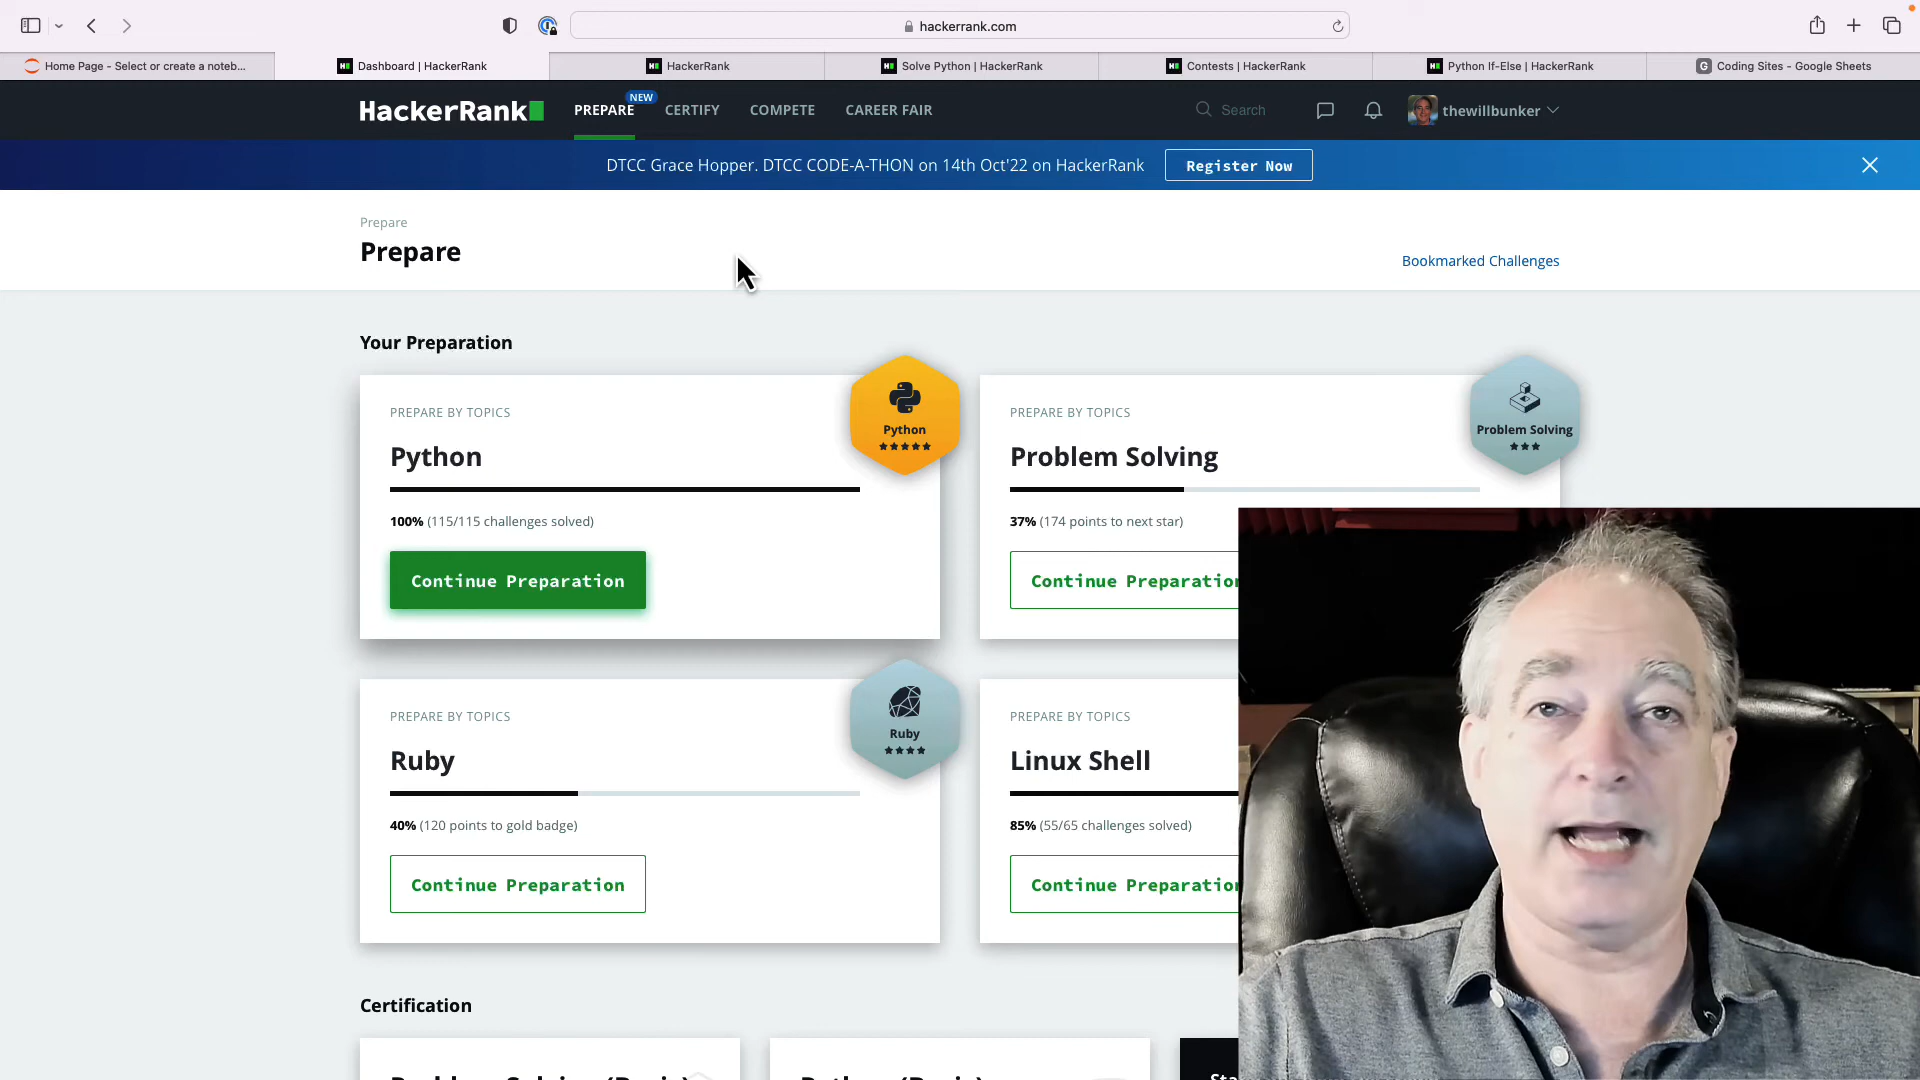 hackerrank.com
Home Page - Select or create a noteb...
Dashboard | HackerRank
HackerRank
Solve Python | HackerRank
Contests | HackerRank
Python If-Else | HackerRank
Coding Sites - Google Sheets
HackerRank
PREPARE
NEW
CERTIFY
COMPETE
CAREER FAIR
Search
thewillbunker
DTCC Grace Hopper. DTCC CODE-A-THON on 14th Oct'22 on HackerRank
Register Now
Prepare
Prepare
Bookmarked Challenges
Your Preparation
PREPARE BY TOPICS
Python
Python
100% (115/115 challenges solved)
Continue Preparation
PREPARE BY TOPICS
Problem Solving
Problem Solving
37% (174 points to next star)
Continue Preparation
PREPARE BY TOPICS
Ruby
Ruby
40% (120 points to gold badge)
Continue Preparation
PREPARE BY TOPICS
Linux Shell
85% (55/65 challenges solved)
Continue Preparation
Certification